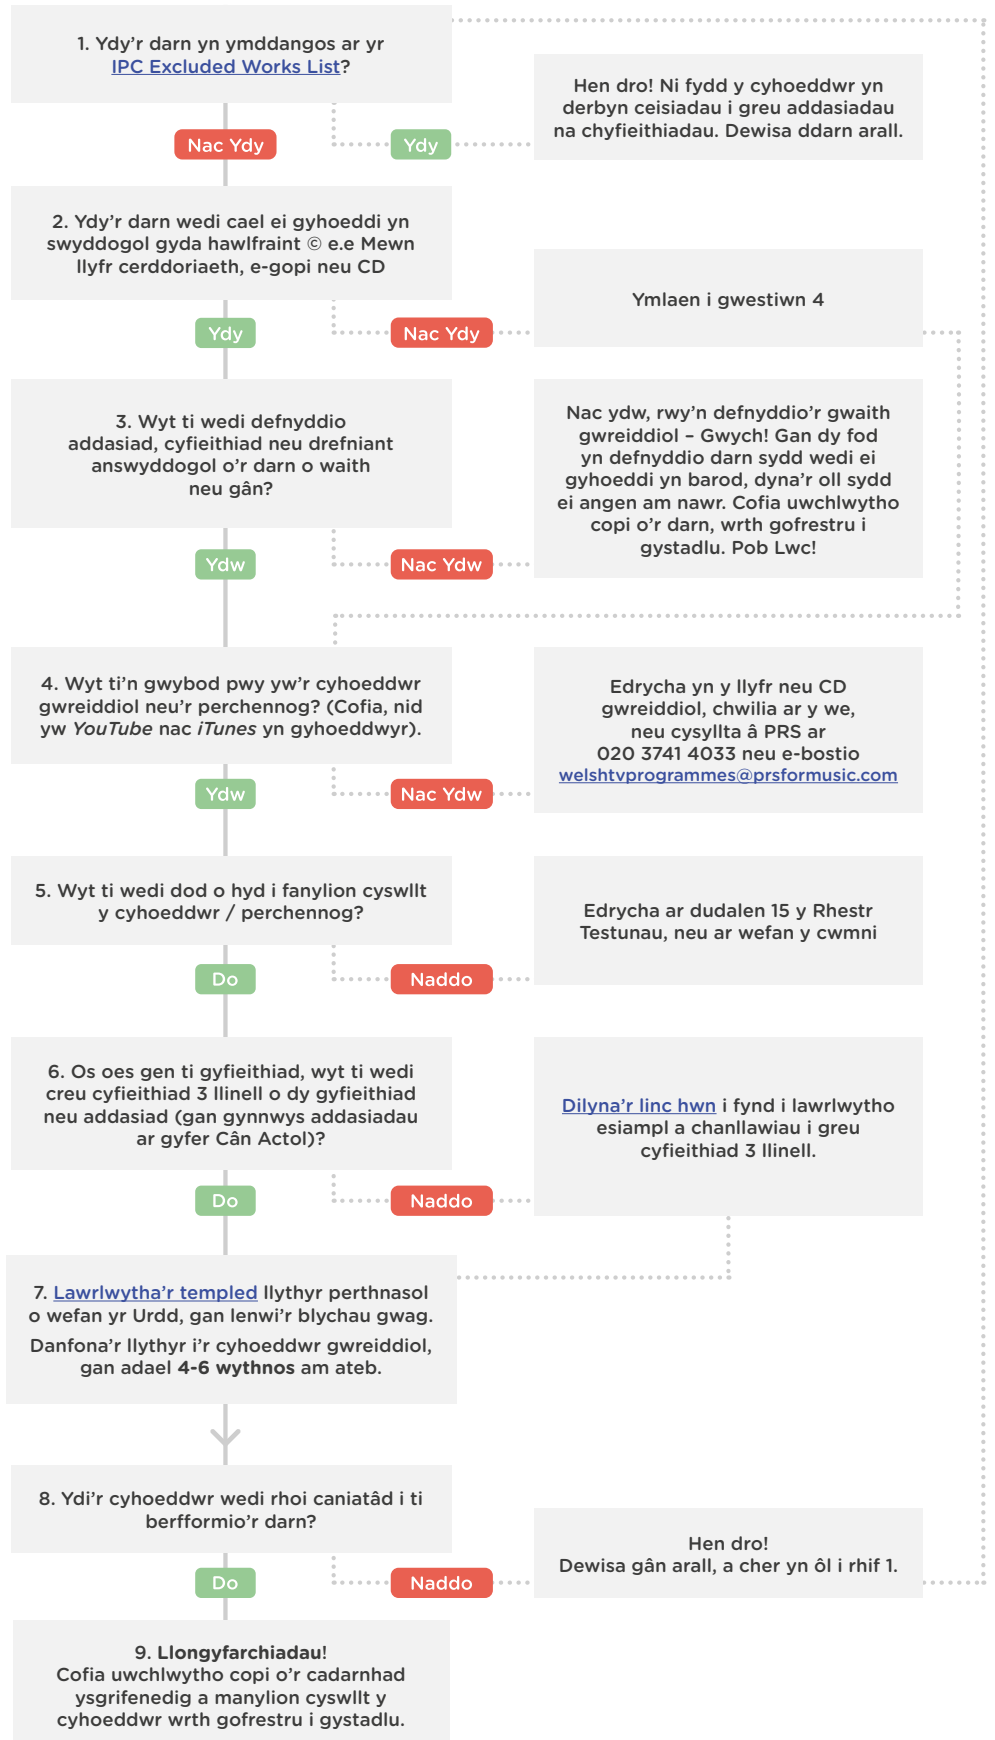 1. Ydy'r darn yn ymddangos ar yr
IPC Excluded Works List?
Hen dro! Ni fydd y cyhoeddwr yn
derbyn ceisiadau i greu addasiadau
na chyfieithiadau. Dewisa ddarn arall.
Nac Ydy
Ydy
2. Ydy'r darn wedi cael ei gyhoeddi yn
swyddogol gyda hawlfraint © e.e Mewn
llyfr cerddoriaeth, e-gopi neu CD
Ymlaen i gwestiwn 4
Ydy
Nac Ydy
3. Wyt ti wedi defnyddio
addasiad, cyfieithiad neu drefniant
answyddogol o'r darn o waith
neu gân?
Nac ydw, rwy'n defnyddio'r gwaith
gwreiddiol – Gwych! Gan dy fod
yn defnyddio darn sydd wedi ei
gyhoeddi yn barod, dyna'r oll sydd
ei angen am nawr. Cofia uwchlwytho
copi o'r darn, wrth gofrestru i
gystadlu. Pob Lwc!
Ydw
Nac Ydw
4. Wyt ti'n gwybod pwy yw'r cyhoeddwr
gwreiddiol neu'r perchennog? (Cofia, nid
yw YouTube nac iTunes yn gyhoeddwyr).
Edrycha yn y llyfr neu CD
gwreiddiol, chwilia ar y we,
neu cysyllta â PRS ar
020 3741 4033 neu e-bostio
welshtvprogrammes@prsformusic.com
Ydw
Nac Ydw
5. Wyt ti wedi dod o hyd i fanylion cyswllt
y cyhoeddwr / perchennog?
Edrycha ar dudalen 15 y Rhestr
Testunau, neu ar wefan y cwmni
Do
Naddo
6. Os oes gen ti gyfieithiad, wyt ti wedi
creu cyfieithiad 3 llinell o dy gyfieithiad
neu addasiad (gan gynnwys addasiadau
ar gyfer Cân Actol)?
Dilyna'r linc hwn i fynd i lawrlwytho
esiampl a chanllawiau i greu
cyfieithiad 3 llinell.
Do
Naddo
7. Lawrlwytha'r templed llythyr perthnasol
o wefan yr Urdd, gan lenwi'r blychau gwag.
Danfona'r llythyr i'r cyhoeddwr gwreiddiol,
gan adael 4-6 wythnos am ateb.
8. Ydi'r cyhoeddwr wedi rhoi caniatâd i ti
berfformio'r darn?
Hen dro!
Dewisa gân arall, a cher yn ôl i rhif 1.
Do
Naddo
9. Llongyfarchiadau!
Cofia uwchlwytho copi o'r cadarnhad
ysgrifenedig a manylion cyswllt y
cyhoeddwr wrth gofrestru i gystadlu.